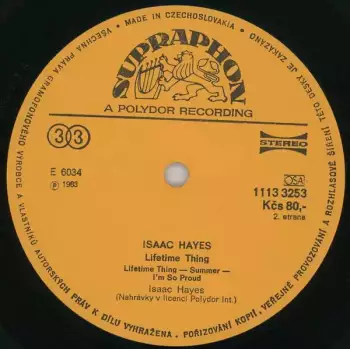 MADE IN CZECHOSLOVAKIA
VŠECHNA PRÁVA GRAMOFONOVÉHO VÝROBCE A VLASTNÍKŮ AUTORSKÝCH PRÁV K DÍLU VYHRAŽENA. POŘIZOVÁNÍ KOPIÍ, VEŘEJNÉ PROVOZOVÁNÍ A ROZHLASOVÉ ŠÍŘENÍ TÉTO DESKY JE ZAKÁZÁNO
SUPRAPHON
A POLYDOR RECORDING
33
STEREO
E 6034
Ⓟ 1983
OSA
1113 3253
Kčs 80,-
2. strana
ISAAC HAYES
Lifetime Thing
Lifetime Thing — Summer —
I'm So Proud
Isaac Hayes
(Nahrávky v licenci Polydor Int.)